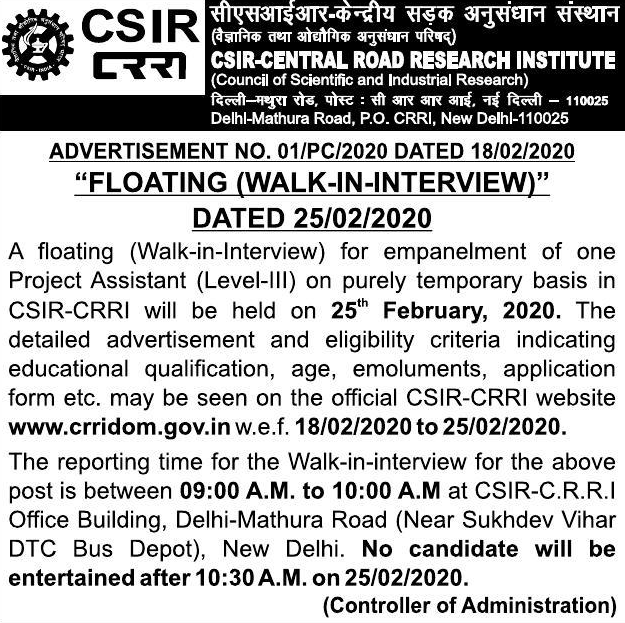 CSIR
CRRI
CSIR - INDIA
सीएसआईआर-केन्द्रीय सड़क अनुसंधान संस्थान
(वैज्ञानिक तथा औद्योगिक अनुसंधान परिषद्)
CSIR-CENTRAL ROAD RESEARCH INSTITUTE
(Council of Scientific and Industrial Research)
दिल्ली-मथुरा रोड, पोस्ट : सी आर आर आई, नई दिल्ली – 110025
Delhi-Mathura Road, P.O. CRRI, New Delhi-110025
ADVERTISEMENT NO. 01/PC/2020 DATED 18/02/2020
“FLOATING (WALK-IN-INTERVIEW)”
DATED 25/02/2020
A floating (Walk-in-Interview) for empanelment of one
Project Assistant (Level-III) on purely temporary basis in
CSIR-CRRI will be held on 25th February, 2020. The
detailed advertisement and eligibility criteria indicating
educational qualification, age, emoluments, application
form etc. may be seen on the official CSIR-CRRI website
www.crridom.gov.in w.e.f. 18/02/2020 to 25/02/2020.
The reporting time for the Walk-in-interview for the above
post is between 09:00 A.M. to 10:00 A.M at CSIR-C.R.R.I
Office Building, Delhi-Mathura Road (Near Sukhdev Vihar
DTC Bus Depot), New Delhi. No candidate will be
entertained after 10:30 A.M. on 25/02/2020.
(Controller of Administration)